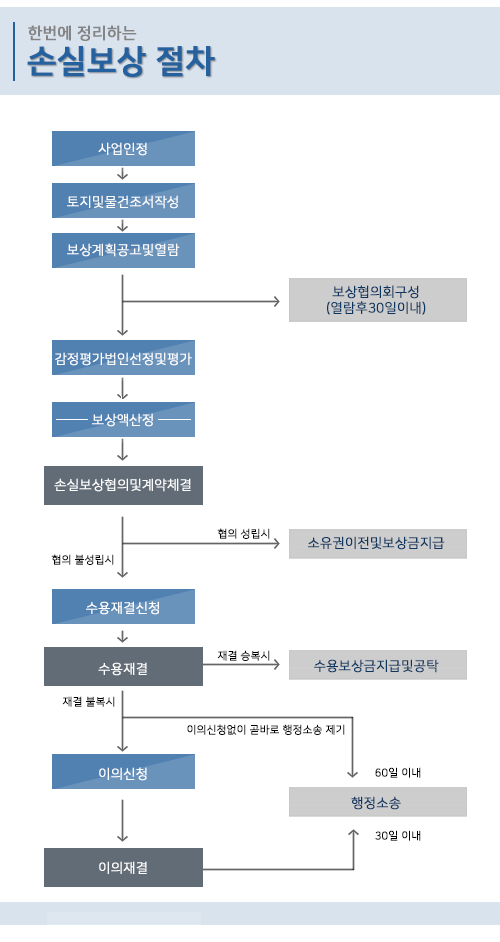 한번에 정리하는
손실보상 절차
사업인정
토지및물건조서작성
보상계획공고및열람
보상협의회구성
(열람후30일이내)
감정평가법인선정및평가
보상액산정
손실보상협의및계약체결
협의 성립시
소유권이전및보상금지급
협의 불성립시
수용재결신청
재결 승복시
수용재결
수용보상금지급및공탁
재결 불복시
이의신청없이 곧바로 행정소송 제기
이의신청
60일 이내
행정소송
30일 이내
이의재결